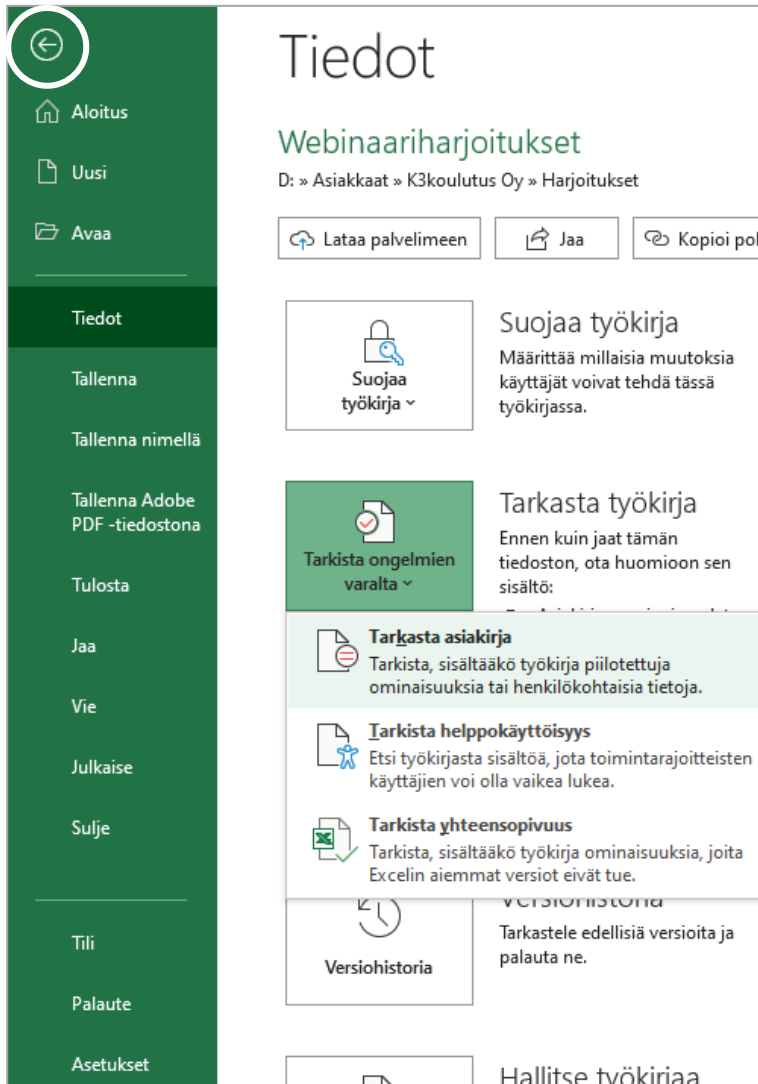 Tiedot
Webinaariharjoitukset
D: » Asiakkaat » K3koulutus Oy » Harjoitukset
Aloitus
Uusi
Avaa
Tiedot
Tallenna
Tallenna nimellä
Tallenna Adobe
PDF -tiedostona
Tulosta
Jaa
Vie
Julkaise
Sulje
Tili
Palaute
Asetukset
Lataa palvelimeen
Jaa
Kopioi
Suojaa
työkirja
Suojaa työkirja
Määrittää millaisia muutoksia
käyttäjät voivat tehdä tässä
työkirjassa.
Tarkista ongelmien
varalta
Tarkasta työkirja
Ennen kuin jaat tämän
tiedoston, ota huomioon sen
sisältö:
Tarkasta asiakirja
Tarkista, sisältääkö työkirja piilotettuja
ominaisuuksia tai henkilökohtaisia tietoja.
Tarkista helppokäyttöisyys
Etsi työkirjasta sisältöä, jota toimintarajoitteisten
käyttäjien voi olla vaikea lukea.
Tarkista yhteensopivuus
Tarkista, sisältääkö työkirja ominaisuuksia, joita
Excelin aiemmat versiot eivät tue.
Versiohistoria
Versiohistoria
Tarkastele edellisiä versioita ja
palauta ne.
Hallitse työkirjaa